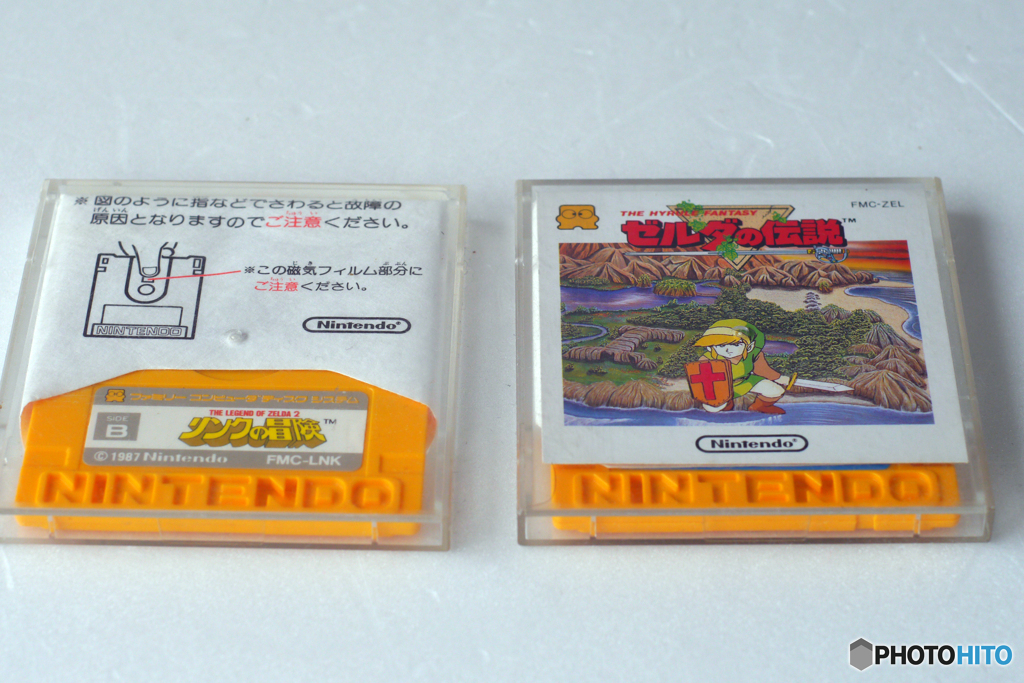 ※ 図のように指などでさわると故障の
原因となりますのでご注意ください。
※この磁気フィルム部分に
ご注意ください。
NINTENDO
Nintendo®
ファミリー コンピュータ ディスク システム
SIDE
B
THE LEGEND OF ZELDA 2
リンクの冒険™
© 1987 Nintendo
FMC-LNK
NINTENDO
FMC-ZEL
THE HYRULE FANTASY
ゼルダの伝説™
Nintendo®
NINTENDO
PHOTOHITO